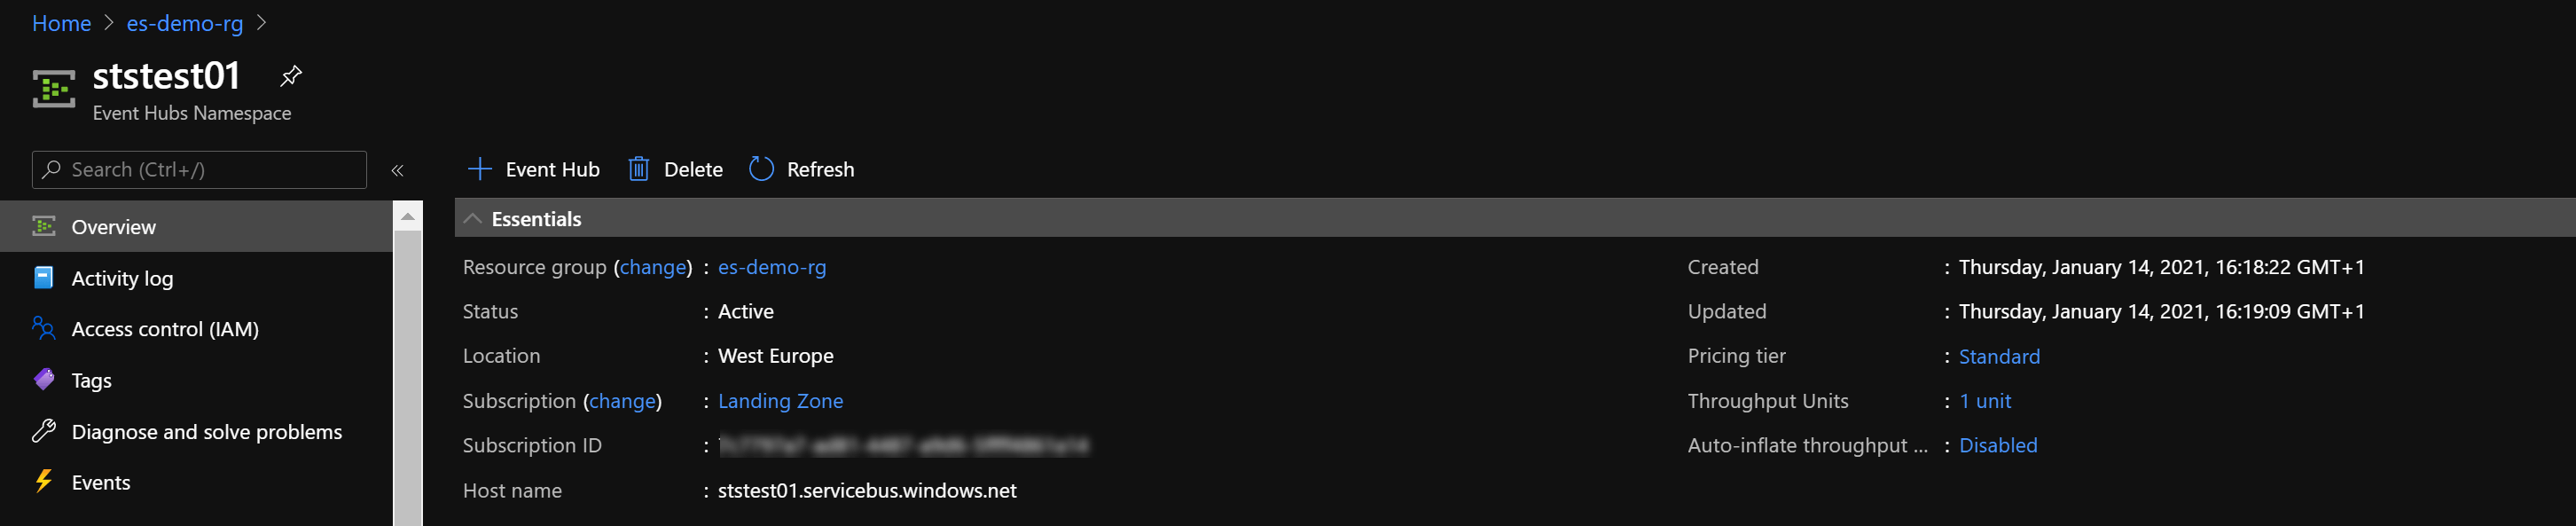 Home > es-demo-rg >
ststest01
Event Hubs Namespace
Search (Ctrl+/)
«
+ Event Hub Delete Refresh
Overview
Activity log
Access control (IAM)
Tags
Diagnose and solve problems
Events
Essentials
Resource group (change) : es-demo-rg
Status : Active
Location : West Europe
Subscription (change) : Landing Zone
Subscription ID :
Host name : ststest01.servicebus.windows.net
Created : Thursday, January 14, 2021, 16:18:22 GMT+1
Updated : Thursday, January 14, 2021, 16:19:09 GMT+1
Pricing tier : Standard
Throughput Units : 1 unit
Auto-inflate throughput ... : Disabled